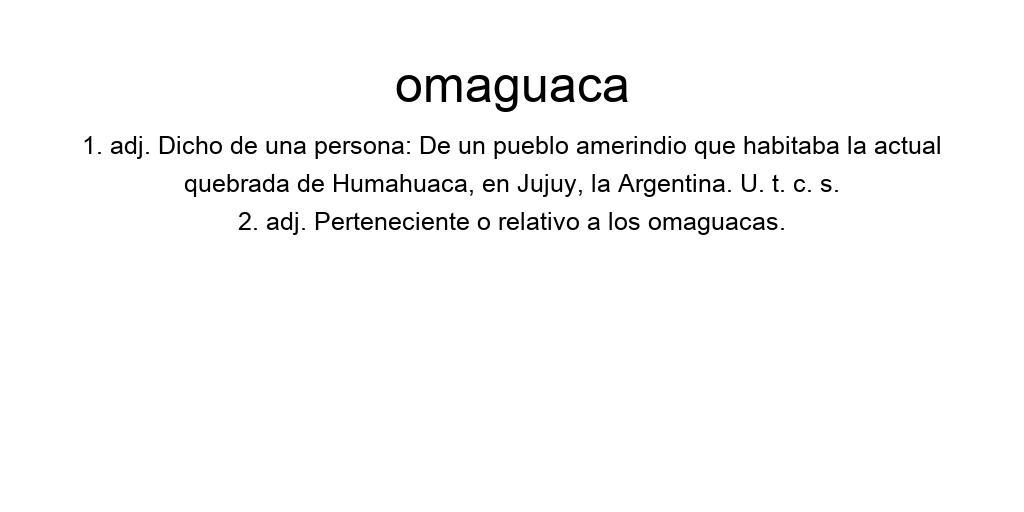 omaguaca
1. adj. Dicho de una persona: De un pueblo amerindio que habitaba la actual
quebrada de Humahuaca, en Jujuy, la Argentina. U. t. c. s.
2. adj. Perteneciente o relativo a los omaguacas.